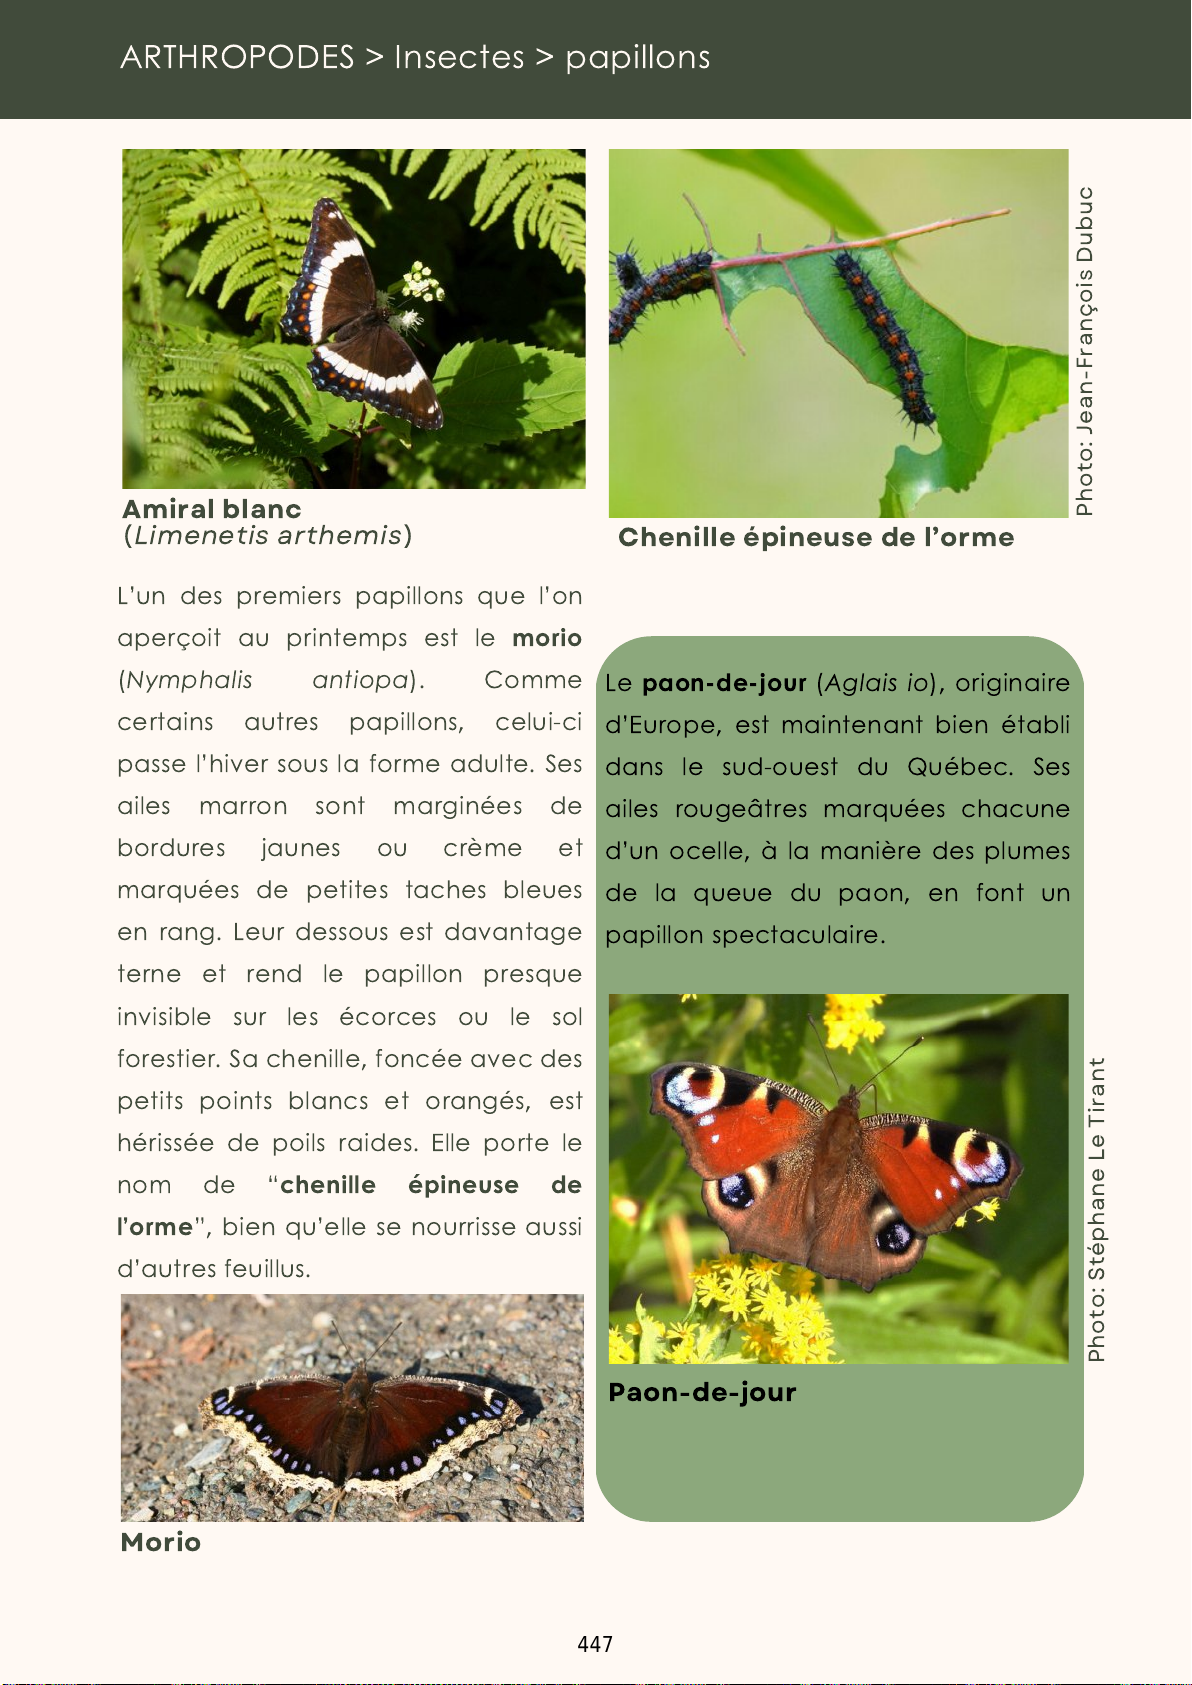 ARTHROPODES > Insectes > papillons
Amiral blanc
(Limenetis arthemis)
Photo: Jean-François Dubuc
Chenille épineuse de l’orme
L’un des premiers papillons que l’on
aperçoit au printemps est le morio
(Nymphalis antiopa). Comme
certains autres papillons, celui-ci
passe l’hiver sous la forme adulte. Ses
ailes marron sont marginées de
bordures jaunes ou crème et
marquées de petites taches bleues
en rang. Leur dessous est davantage
terne et rend le papillon presque
invisible sur les écorces ou le sol
forestier. Sa chenille, foncée avec des
petits points blancs et orangés, est
hérissée de poils raides. Elle porte le
nom de “chenille épineuse de
l’orme”, bien qu’elle se nourrisse aussi
d’autres feuillus.
Morio
Le paon-de-jour (Aglais io), originaire
d’Europe, est maintenant bien établi
dans le sud-ouest du Québec. Ses
ailes rougeâtres marquées chacune
d’un ocelle, à la manière des plumes
de la queue du paon, en font un
papillon spectaculaire.
Photo: Stéphane Le Tirant
Paon-de-jour
447